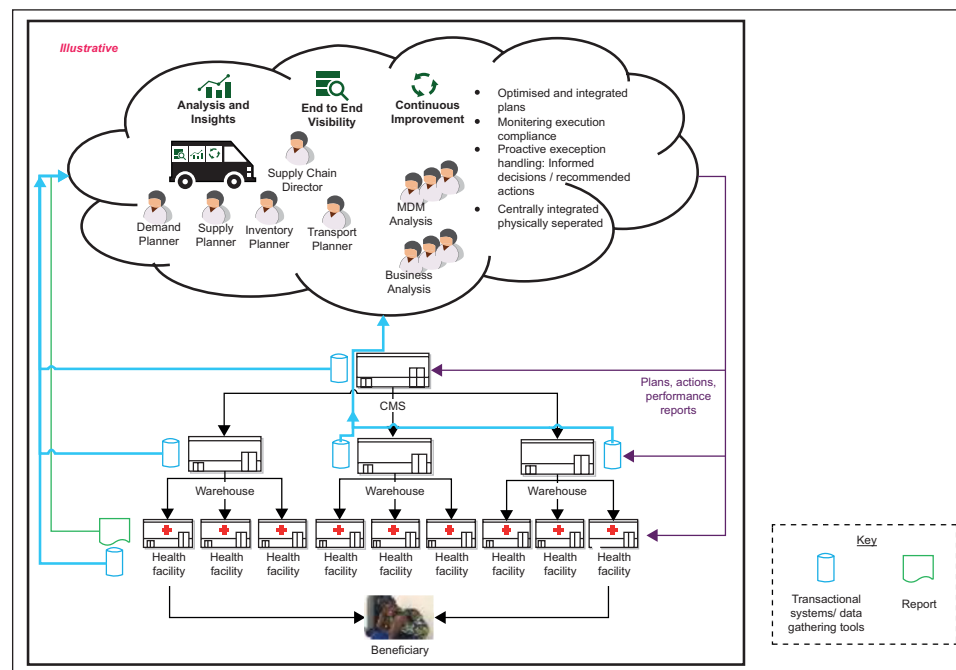 Illustrative
Analysis and
Insights
End to End
Visibility
Continuous
Improvement
• Optimised and integrated
plans
• Monitering execution
compliance
• Proactive exeception
handling: Informed
decisions / recommended
actions
• Centrally integrated
physically seperated
Supply Chain
Director
Demand
Planner
Supply
Planner
Inventory
Planner
Transport
Planner
MDM
Analysis
Business
Analysis
CMS
Plans, actions,
performance
reports
Warehouse
Warehouse
Warehouse
Health
facility
Health
facility
Health
facility
Health
facility
Health
facility
Health
facility
Health
facility
Health
facility
Health
facility
Beneficiary
Key
Transactional
systems/ data
gathering tools
Report